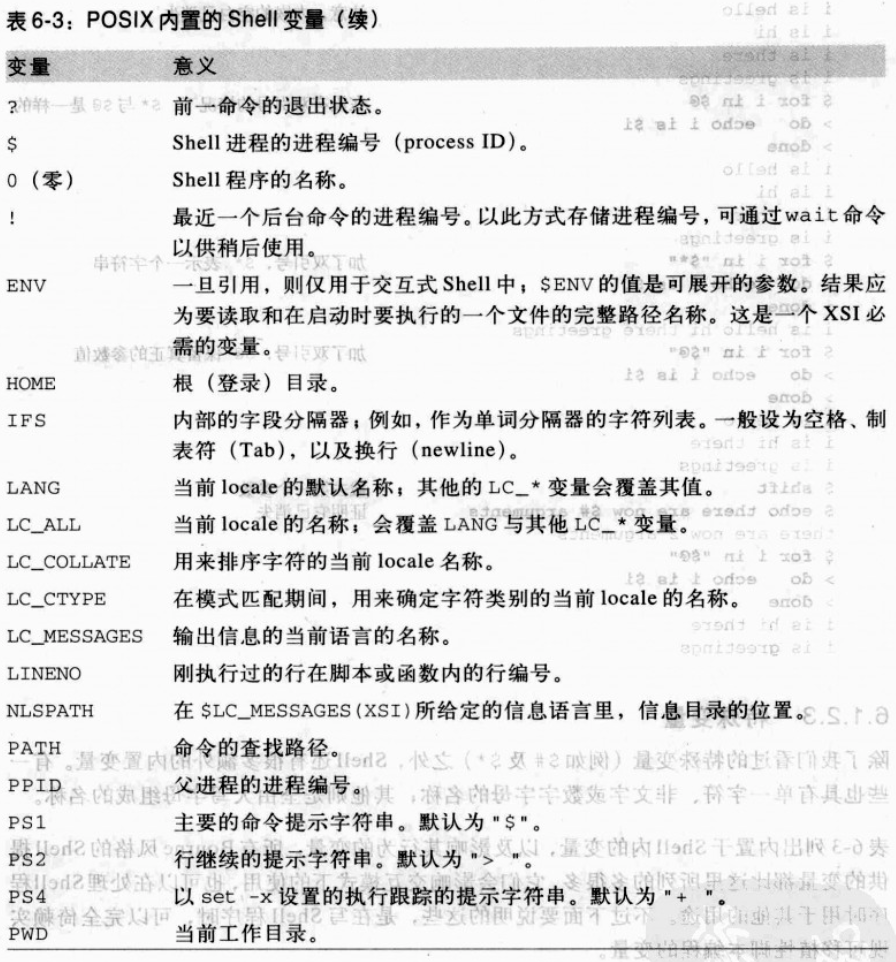 表 6-3：POSIX 内置的 Shell 变量（续）
变量 意义
? 前一命令的退出状态。
$ Shell 进程的进程编号（process ID）。
0（零） Shell 程序的名称。
! 最近一个后台命令的进程编号。以此方式存储进程编号，可通过wait命令
以供稍后使用。
ENV 一旦引用，则仅用于交互式 Shell 中；$ENV 的值是可展开的参数。结果应
为要读取和在启动时要执行的一个文件的完整路径名称。这是一个 XSI 必
需的变量。
HOME 根（登录）目录。
IFS 内部的字段分隔器；例如，作为单词分隔器的字符列表。一般设为空格、制
表符（Tab），以及换行（newline）。
LANG 当前 locale 的默认名称；其他的 LC_* 变量会覆盖其值。
LC_ALL 当前 locale 的名称；会覆盖 LANG 与其他 LC_* 变量。
LC_COLLATE 用来排序字符的当前 locale 名称。
LC_CTYPE 在模式匹配期间，用来确定字符类别的当前 locale 的名称。
LC_MESSAGES 输出信息的当前语言的名称。
LINENO 刚执行过的行在脚本或函数内的行编号。
NLSPATH 在 $LC_MESSAGES(XSI)所给定的信息语言里，信息目录的位置。
PATH 命令的查找路径。
PPID 父进程的进程编号。
PS1 主要的命令提示字符串。默认为 "$"。
PS2 行继续的提示字符串。默认为 "> "。
PS4 以 set -x 设置的执行跟踪的提示字符串。默认为 "+ "。
PWD 当前工作目录。